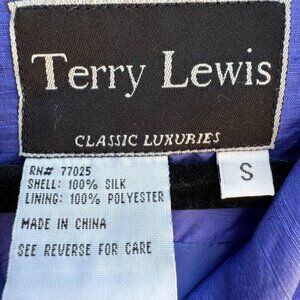 Terry Lewis
CLASSIC LUXURIES
S
RN# 77025
SHELL: 100% SILK
LINING: 100% POLYESTER
MADE IN CHINA
SEE REVERSE FOR CARE